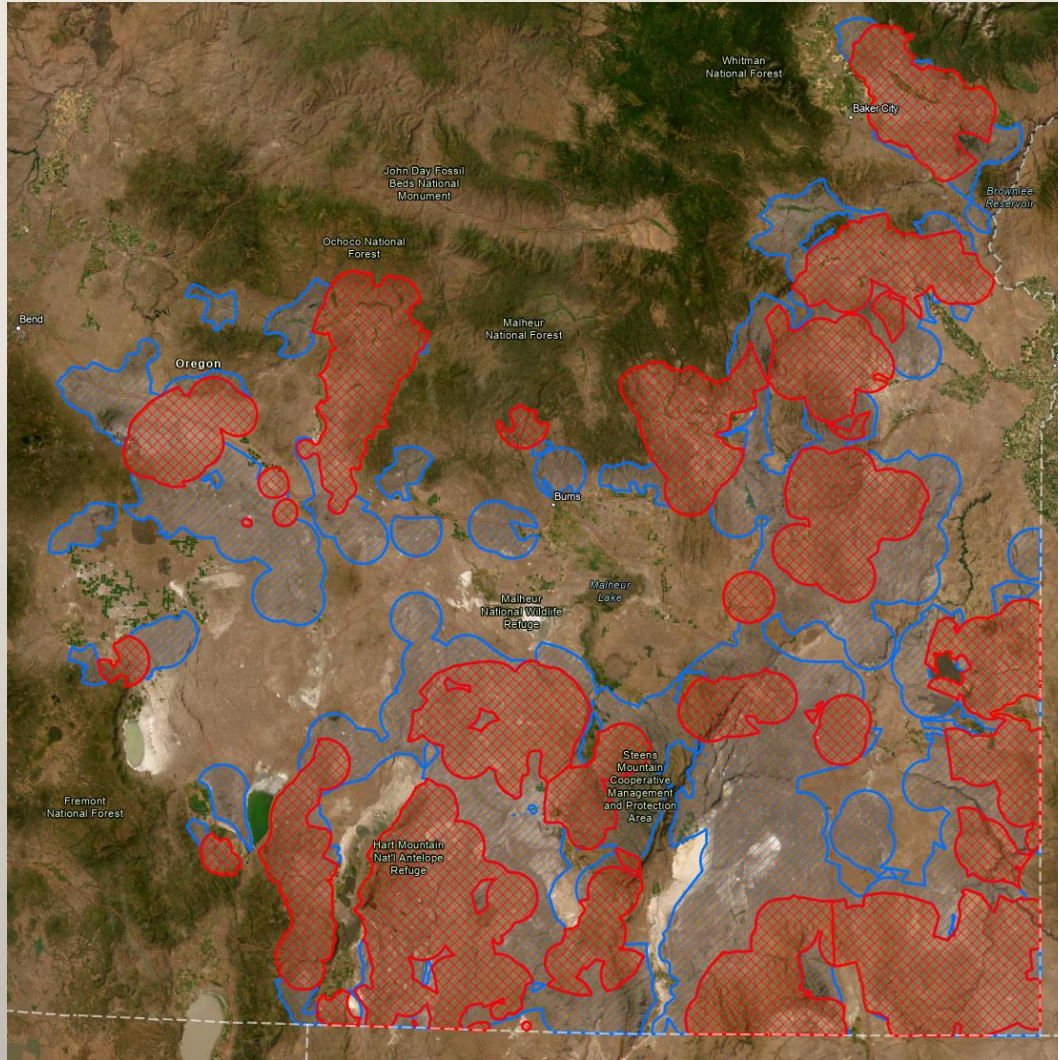 Whitman
National Forest
Baker City
John Day Fossil
Beds National
Monument
Brownlee
Reservoir
Ochoco National
Forest
Bend
Malheur
National Forest
Oregon
Burns
Malheur
Lake
Malheur
National Wildlife
Refuge
Steens
Mountain
Cooperative
Management
and Protection
Area
Fremont
National Forest
Hart Mountain
Nat'l Antelope
Refuge